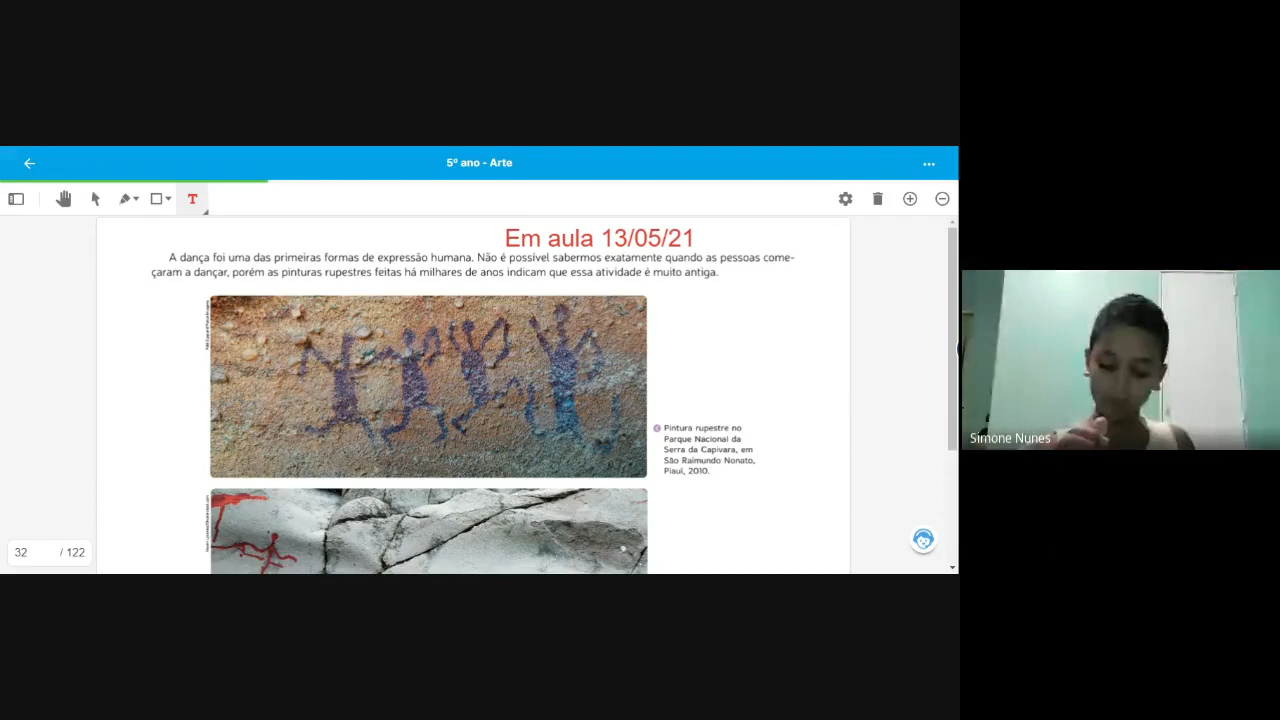 5º ano - Arte
Em aula 13/05/21
A dança foi uma das primeiras formas de expressão humana. Não é possível sabermos exatamente quando as pessoas come-
çaram a dançar, porém as pinturas rupestres feitas há milhares de anos indicam que essa atividade é muito antiga.
Pintura rupestre no
Parque Nacional da
Serra da Capivara, em
São Raimundo Nonato,
Piauí, 2010.
T
32 / 122
Simone Nunes